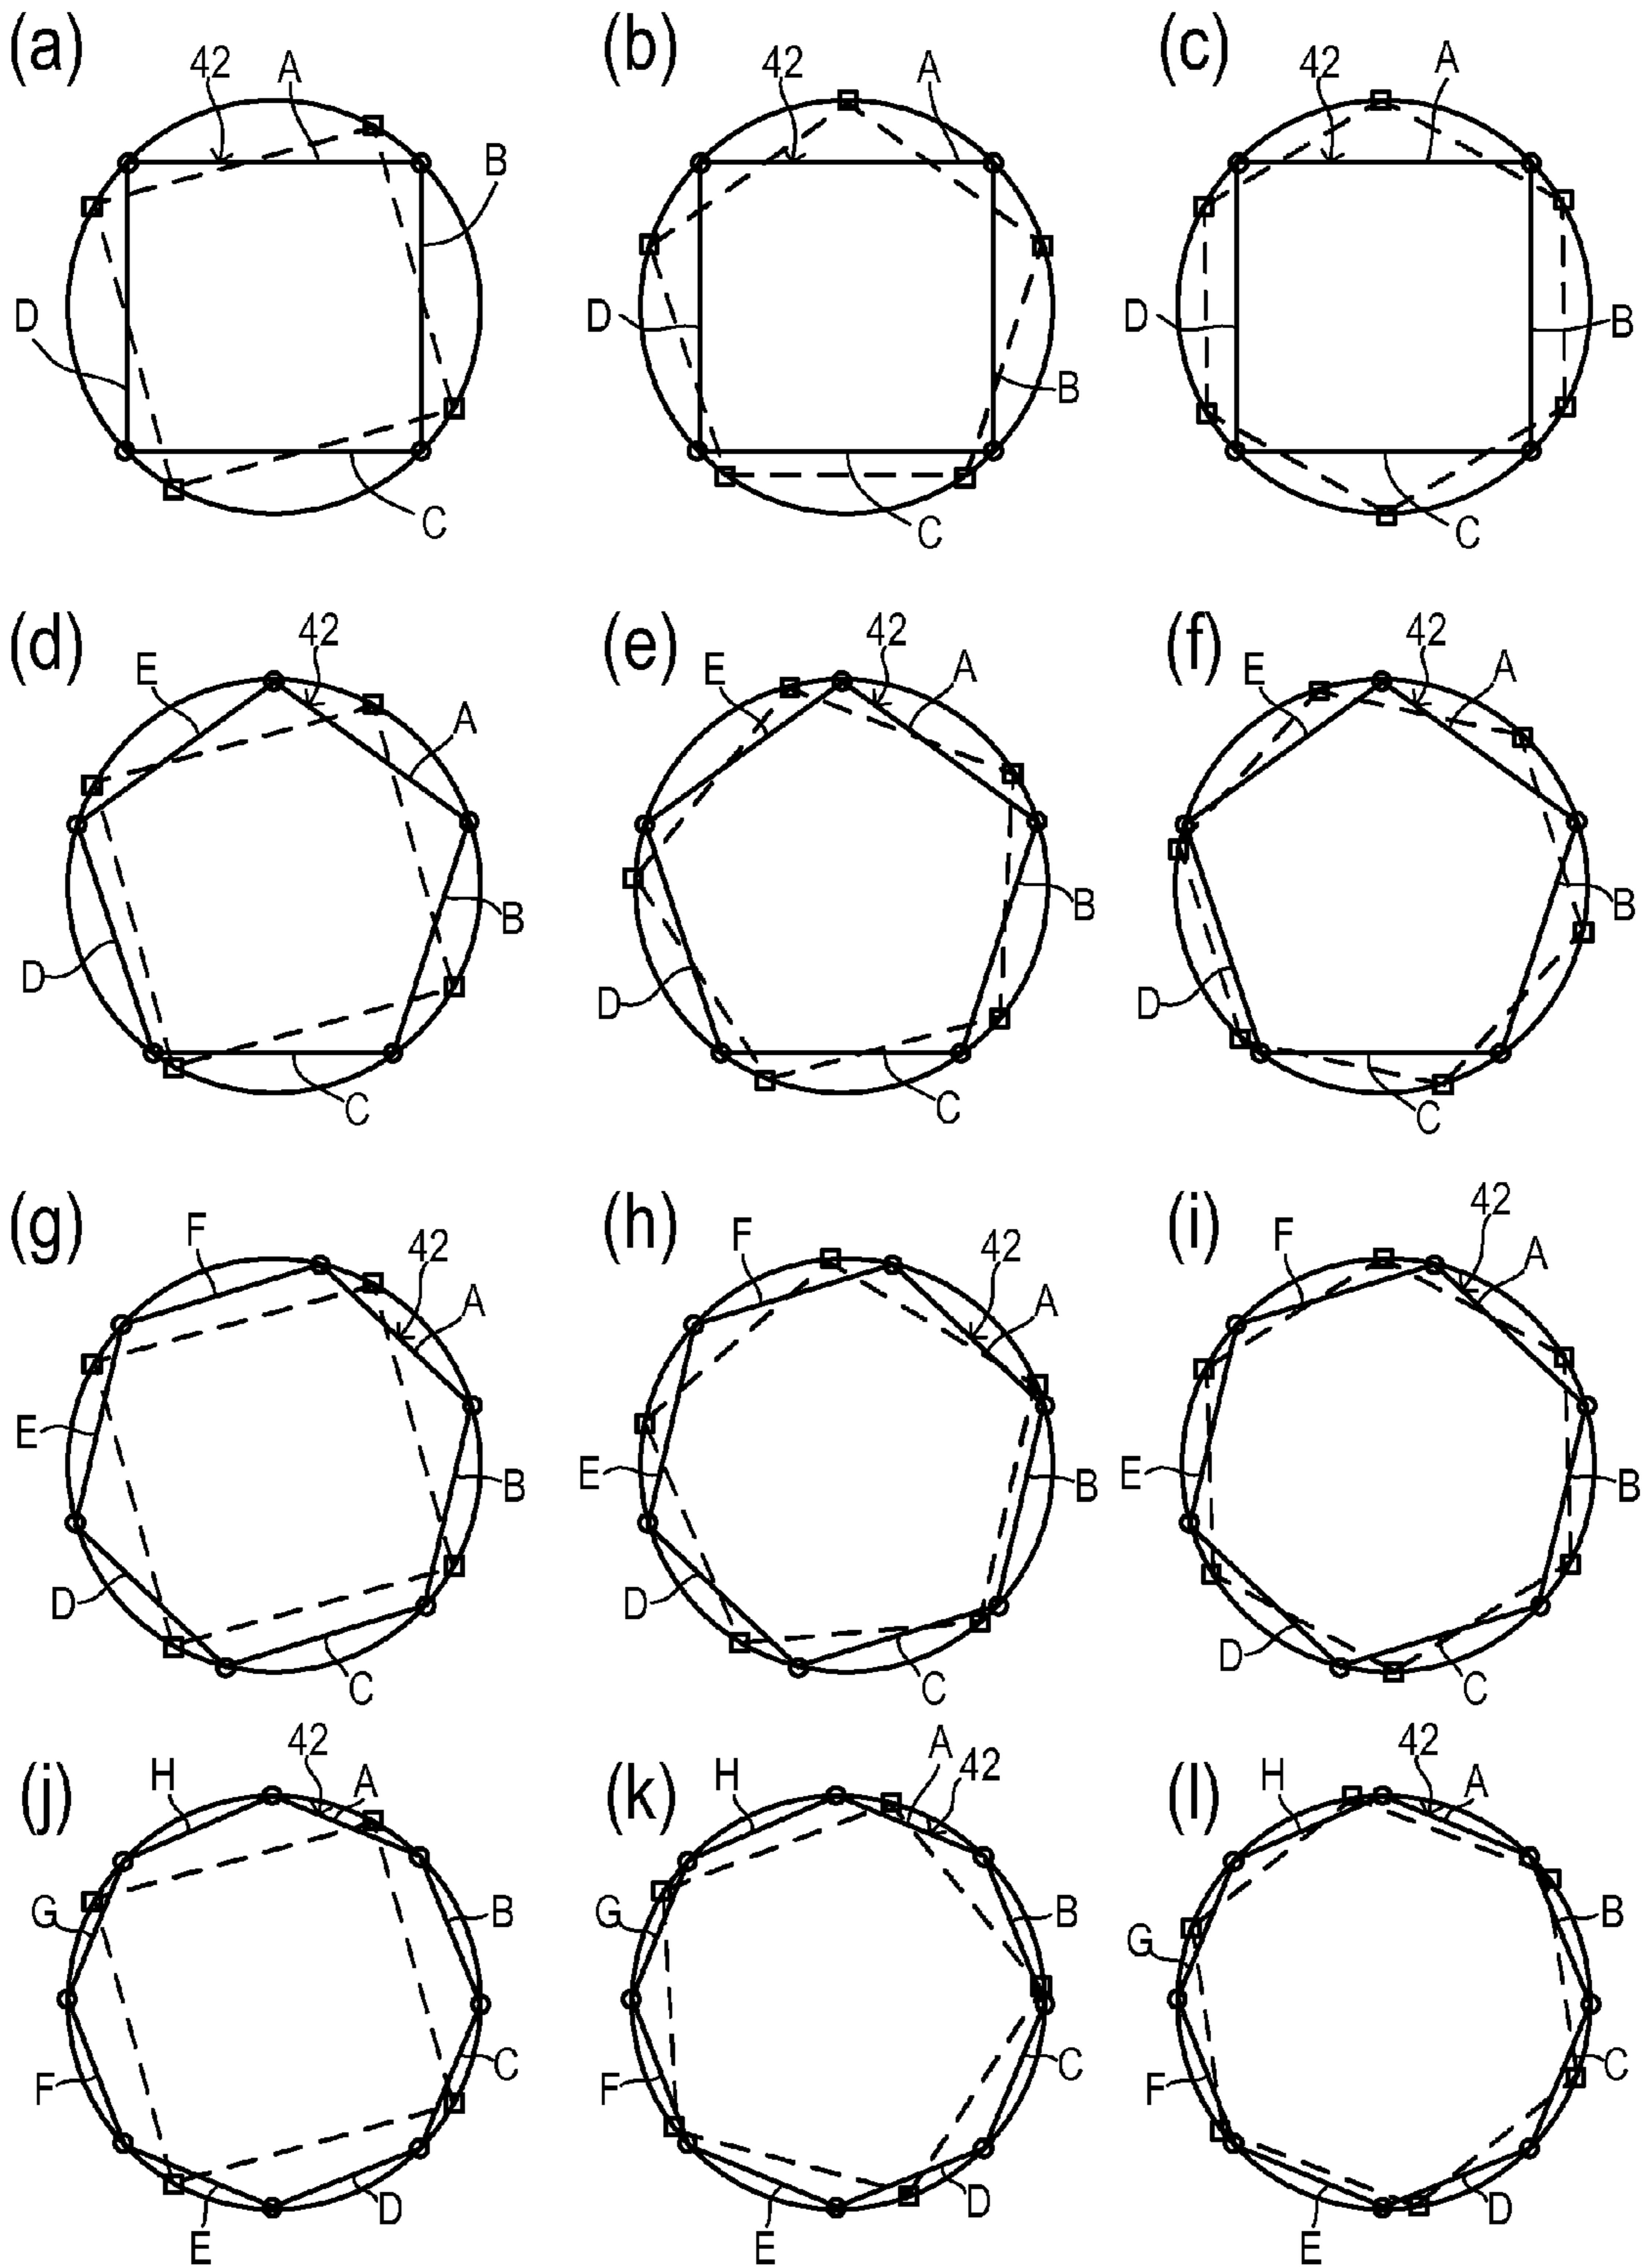 (a) 42 A B C D
(b) 42 A B C D
(c) 42 A B C D
(d) E 42 A B C D
(e) E 42 A B C D
(f) E 42 A B C D
(g) F 42 A B C D E
(h) F 42 A B C D E
(i) F 42 A B C D E
(j) H 42 A B C D E F G
(k) H A 42 B C D E F G
(l) H 42 A B C D E F G